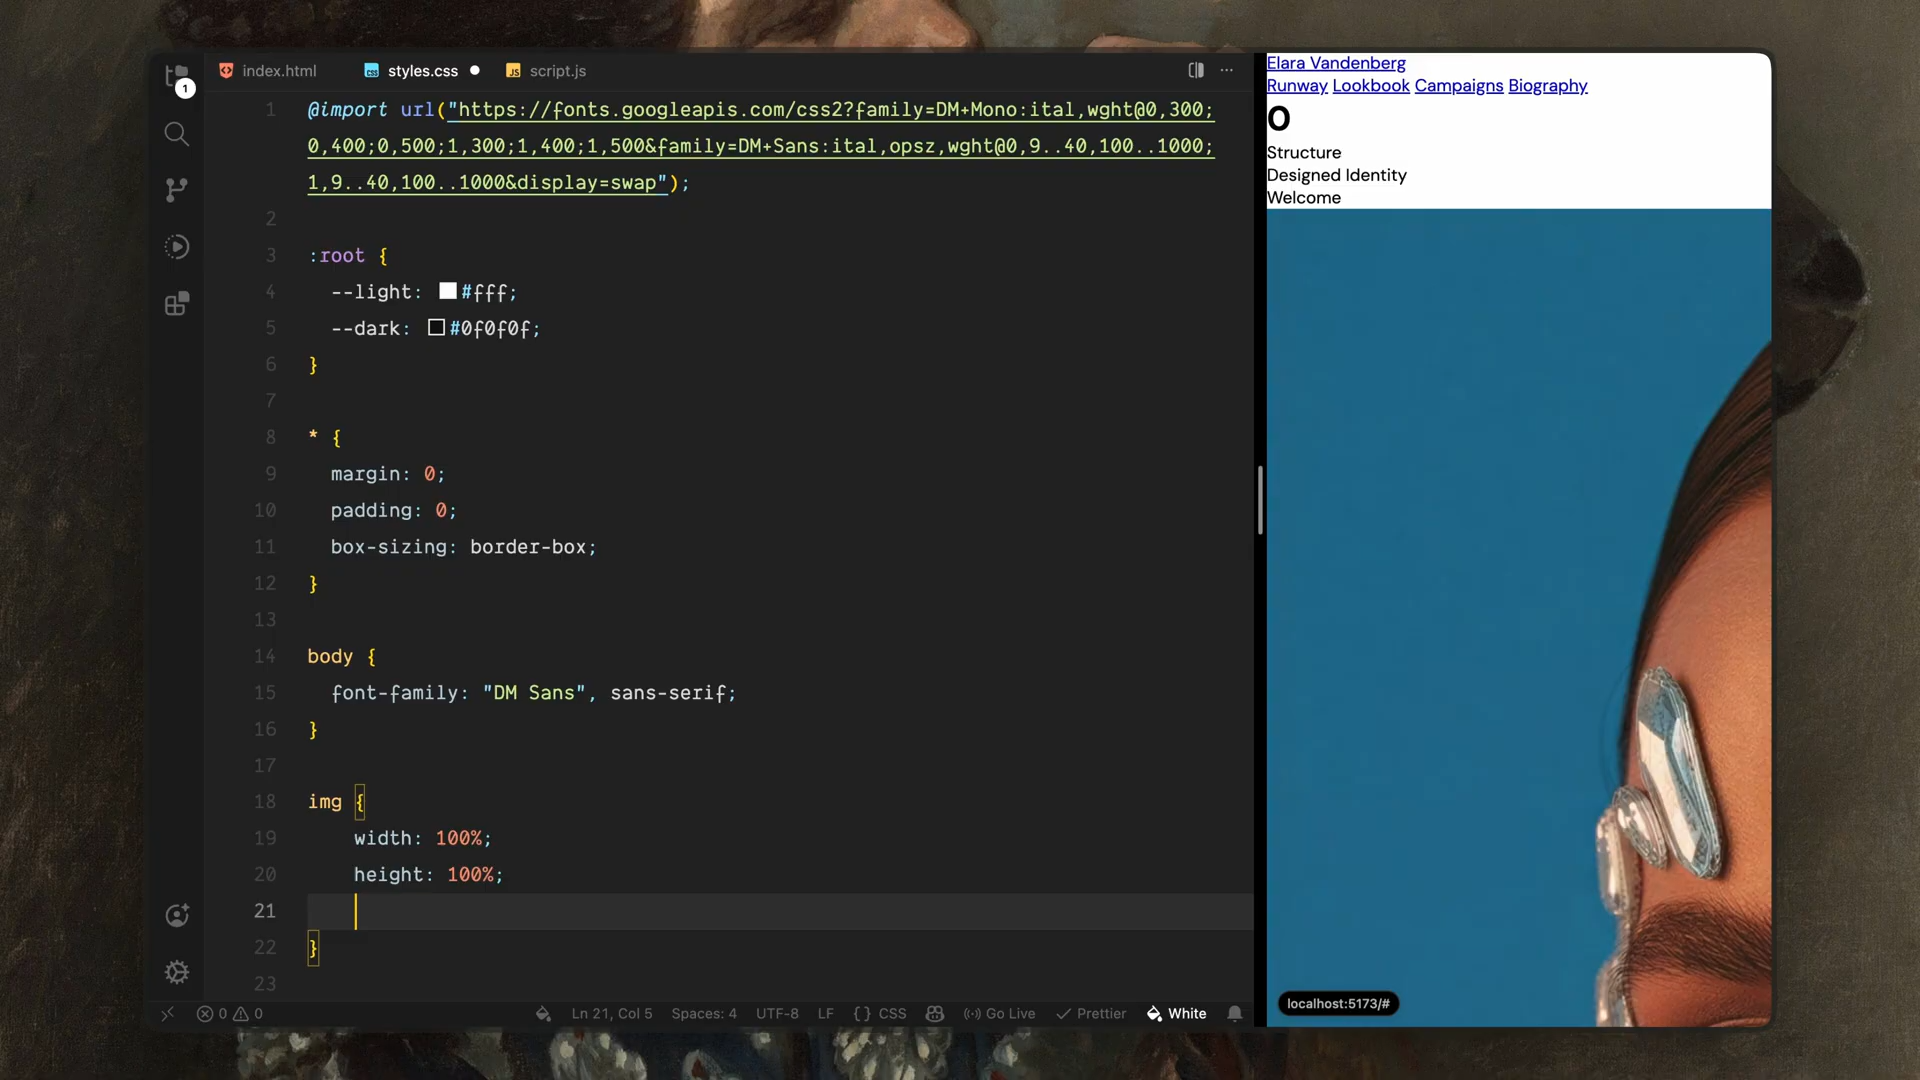 1
index.html
styles.css
script.js
1 @import url("https://fonts.googleapis.com/css2?family=DM+Mono:ital,wght@0,300;
0,400;0,500;1,300;1,400;1,500&family=DM+Sans:ital,opsz,wght@0,9..40,100..1000;
1,9..40,100..1000&display=swap");
2
3 :root {
4 --light: #fff;
5 --dark: #0f0f0f;
6 }
7
8 * {
9 margin: 0;
10 padding: 0;
11 box-sizing: border-box;
12 }
13
14 body {
15 font-family: "DM Sans", sans-serif;
16 }
17
18 img {
19 width: 100%;
20 height: 100%;
21
22 }
23
0 0 Ln 21, Col 5 Spaces: 4 UTF-8 LF {} CSS Go Live Prettier White
Elara Vandenberg
Runway Lookbook Campaigns Biography
0
Structure
Designed Identity
Welcome
localhost:5173/#